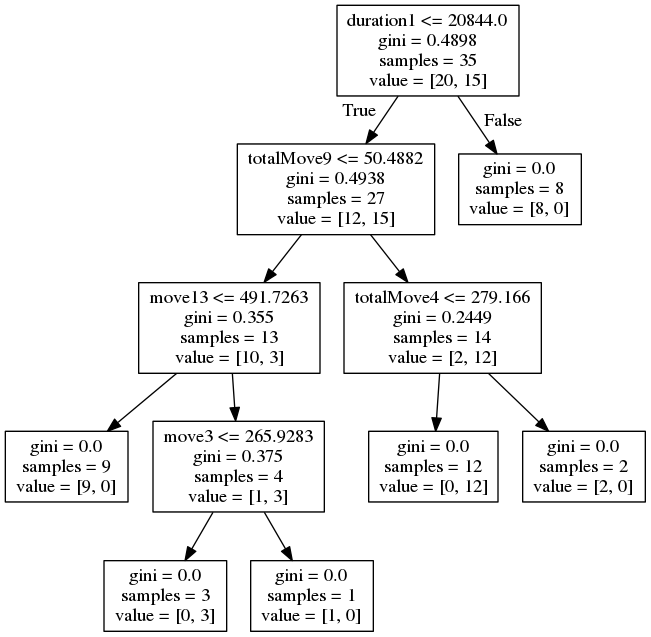 duration1 <= 20844.0
gini = 0.4898
samples = 35
value = [20, 15]
True
False
totalMove9 <= 50.4882
gini = 0.4938
samples = 27
value = [12, 15]
gini = 0.0
samples = 8
value = [8, 0]
move13 <= 491.7263
gini = 0.355
samples = 13
value = [10, 3]
totalMove4 <= 279.166
gini = 0.2449
samples = 14
value = [2, 12]
gini = 0.0
samples = 9
value = [9, 0]
move3 <= 265.9283
gini = 0.375
samples = 4
value = [1, 3]
gini = 0.0
samples = 12
value = [0, 12]
gini = 0.0
samples = 2
value = [2, 0]
gini = 0.0
samples = 3
value = [0, 3]
gini = 0.0
samples = 1
value = [1, 0]